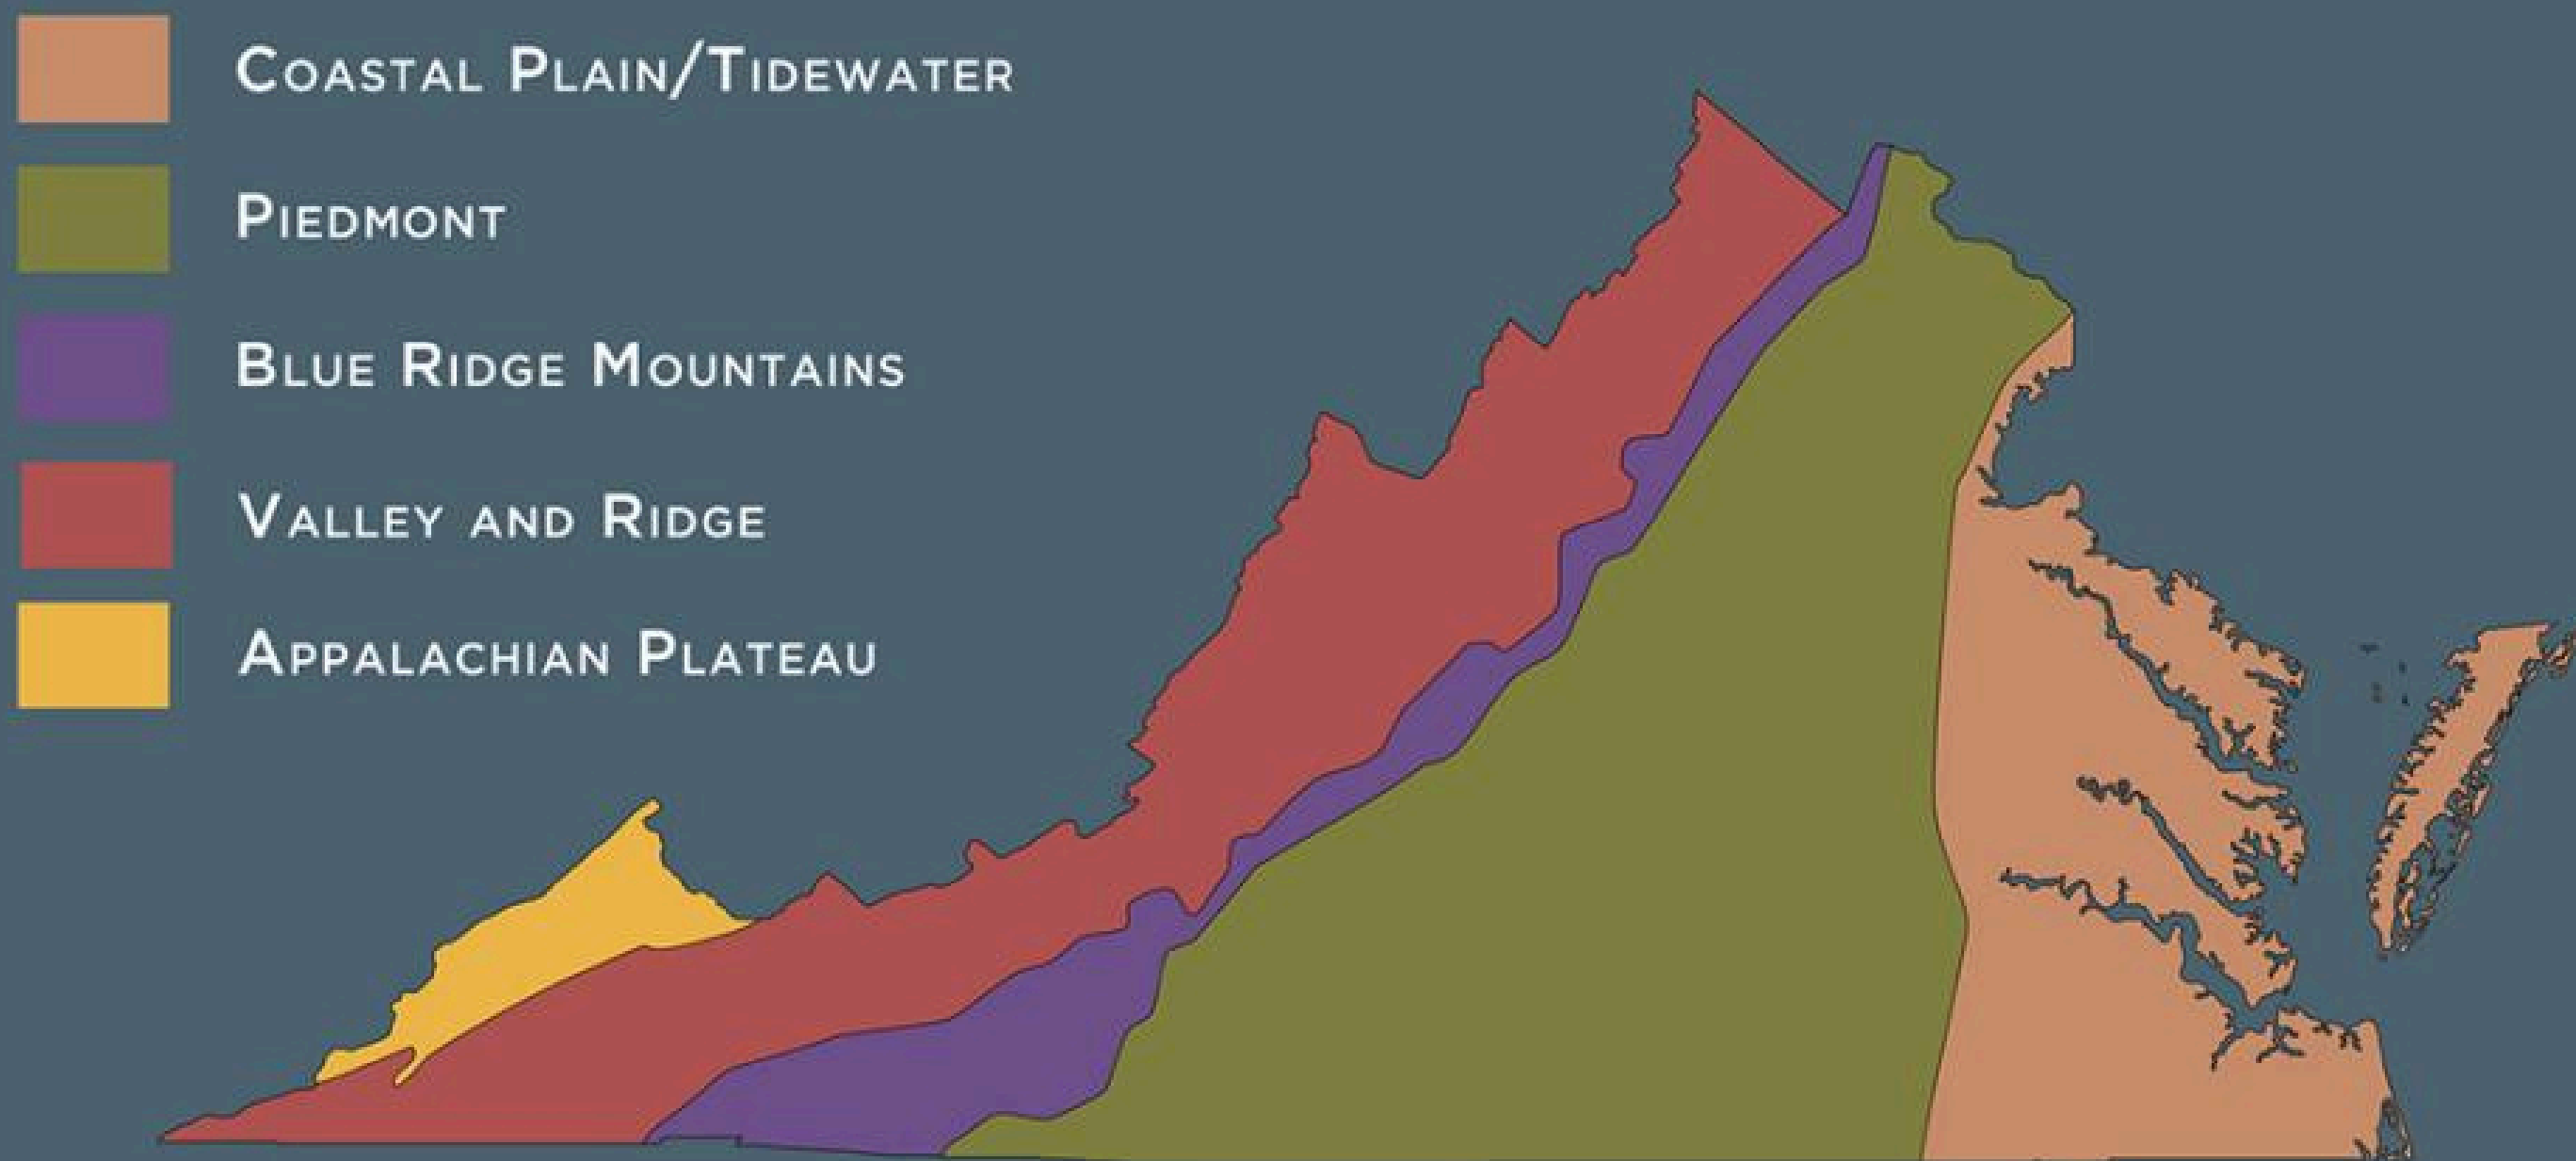 Coastal Plain/Tidewater
Piedmont
Blue Ridge Mountains
Valley and Ridge
Appalachian Plateau